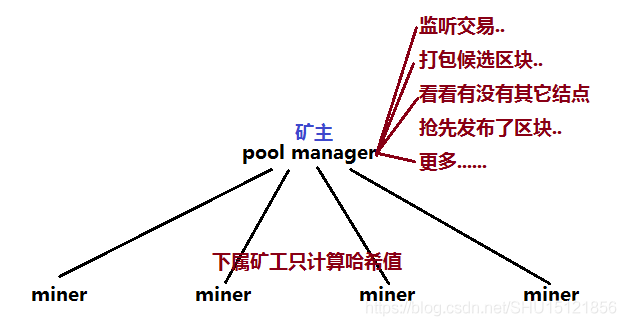 监听交易..
打包候选区块..
看看有没有其它结点
抢先发布了区块..
更多......
矿主
pool manager
下属矿工只计算哈希值
miner miner miner miner
https://blog.csdn.net/SHU15121856